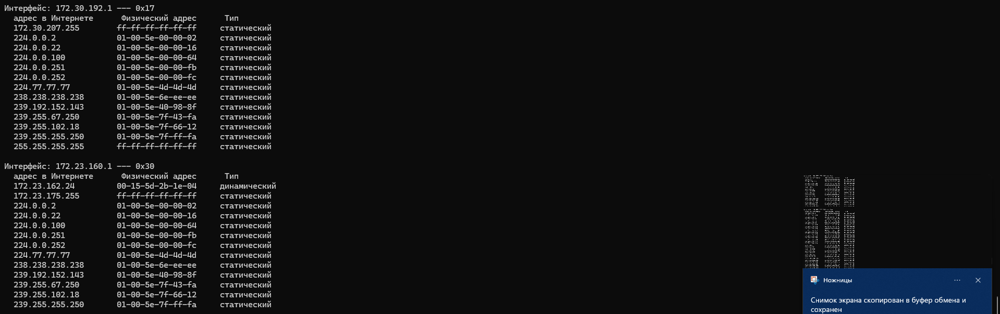 Интерфейс: 172.30.192.1 --- 0x17
адрес в Интернете Физический адрес Тип
172.30.207.255 ff-ff-ff-ff-ff-ff статический
224.0.0.2 01-00-5e-00-00-02 статический
224.0.0.22 01-00-5e-00-00-16 статический
224.0.0.100 01-00-5e-00-00-64 статический
224.0.0.251 01-00-5e-00-00-fb статический
224.0.0.252 01-00-5e-00-00-fc статический
224.77.77.77 01-00-5e-4d-4d-4d статический
238.238.238.238 01-00-5e-6e-ee-ee статический
239.192.152.143 01-00-5e-40-98-8f статический
239.255.67.250 01-00-5e-7f-43-fa статический
239.255.102.18 01-00-5e-7f-66-12 статический
239.255.255.250 01-00-5e-7f-ff-fa статический
255.255.255.255 ff-ff-ff-ff-ff-ff статический
Интерфейс: 172.23.160.1 --- 0x30
адрес в Интернете Физический адрес Тип
172.23.162.24 00-15-5d-2b-1e-04 динамический
172.23.175.255 ff-ff-ff-ff-ff-ff статический
224.0.0.2 01-00-5e-00-00-02 статический
224.0.0.22 01-00-5e-00-00-16 статический
224.0.0.100 01-00-5e-00-00-64 статический
224.0.0.251 01-00-5e-00-00-fb статический
224.0.0.252 01-00-5e-00-00-fc статический
224.77.77.77 01-00-5e-4d-4d-4d статический
238.238.238.238 01-00-5e-6e-ee-ee статический
239.192.152.143 01-00-5e-40-98-8f статический
239.255.67.250 01-00-5e-7f-43-fa статический
239.255.102.18 01-00-5e-7f-66-12 статический
239.255.255.250 01-00-5e-7f-ff-fa статический
Ножницы
Снимок экрана скопирован в буфер обмена и
сохранен